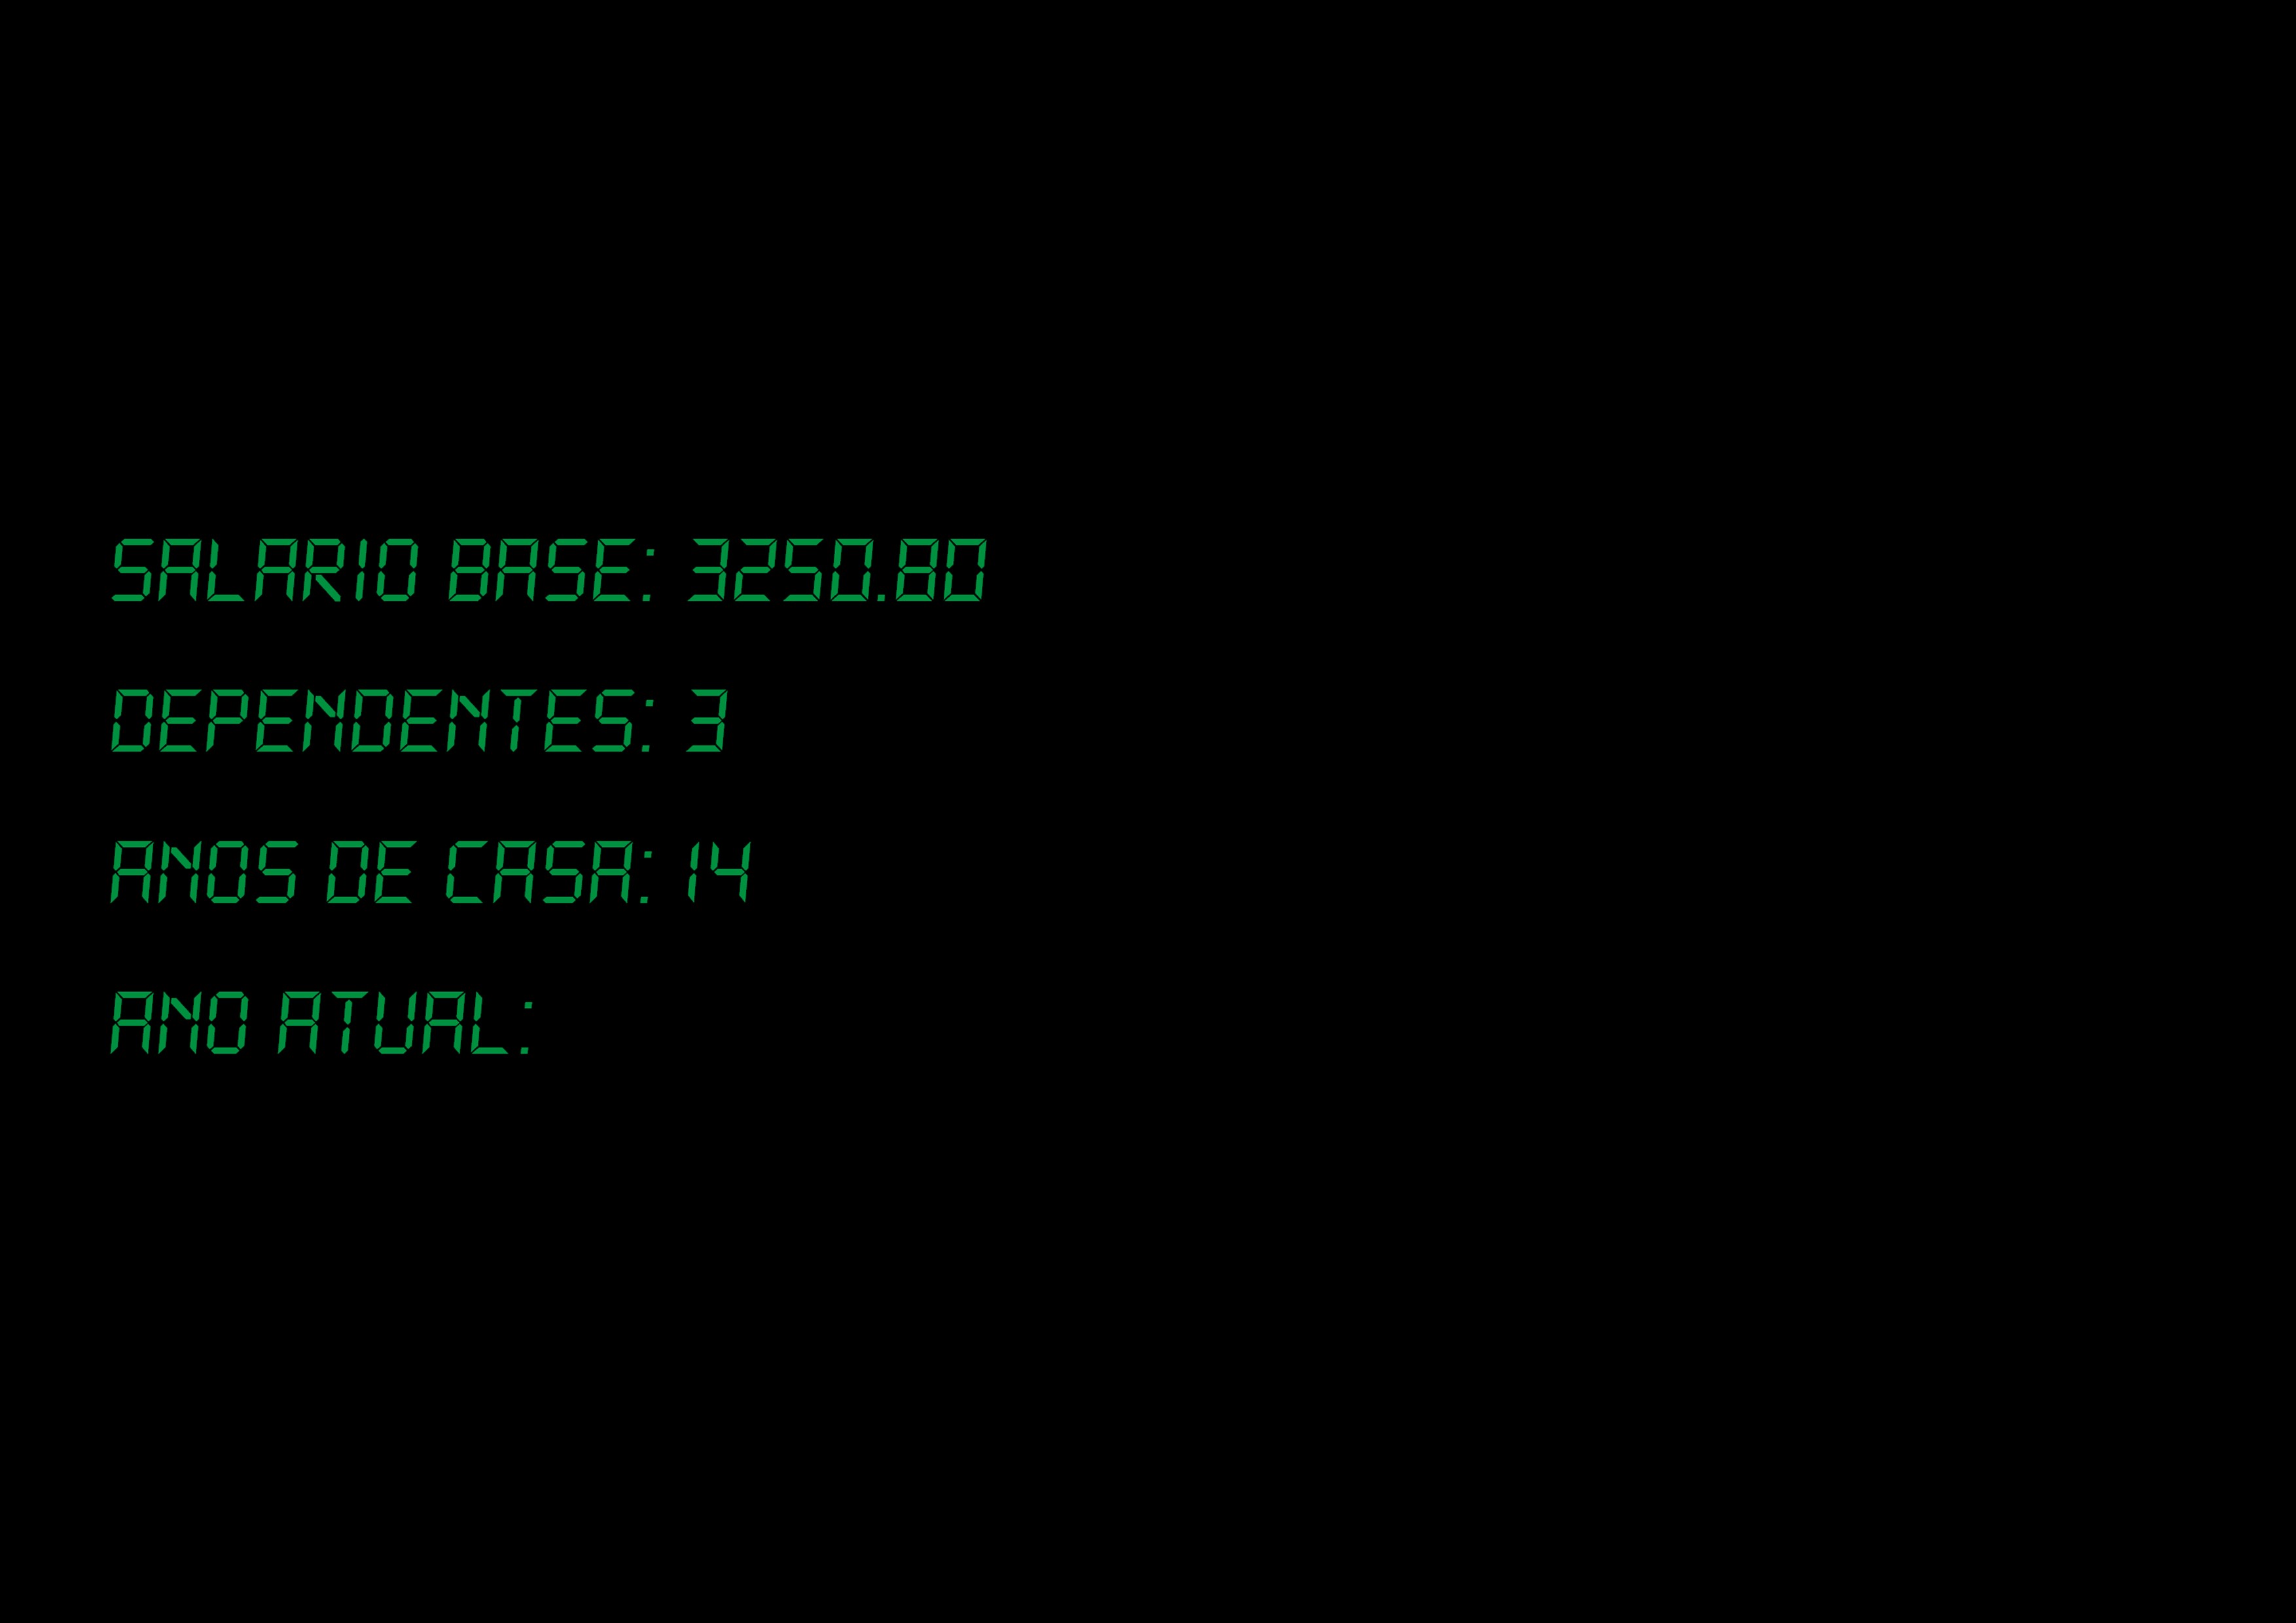 SALARIO BASE: 3250.80
DEPENDENTES: 3
ANOS DE CASA: 14
ANO ATUAL: